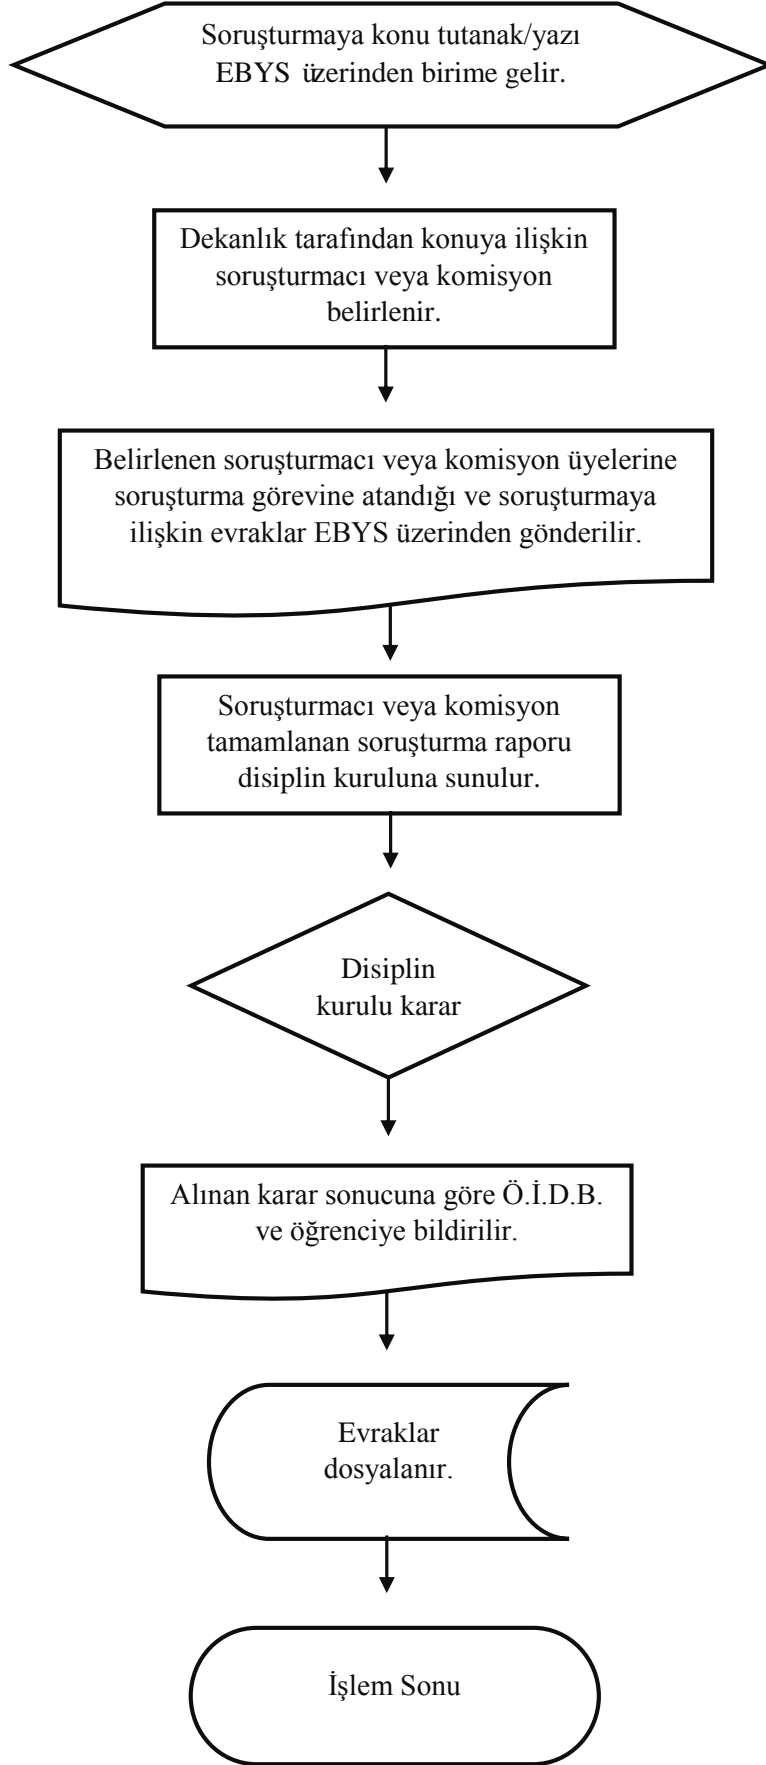 Soruşturmaya konu tutanak/yazı
EBYS üzerinden birime gelir.
Dekanlık tarafından konuya ilişkin
soruşturmacı veya komisyon
belirlenir.
Belirlenen soruşturmacı veya komisyon üyelerine
soruşturma görevine atandığı ve soruşturmaya
ilişkin evraklar EBYS üzerinden gönderilir.
Soruşturmacı veya komisyon
tamamlanan soruşturma raporu
disiplin kuruluna sunulur.
Disiplin
kurulu karar
Alınan karar sonucuna göre Ö.İ.D.B.
ve öğrenciye bildirilir.
Evraklar
dosyalanır.
İşlem Sonu